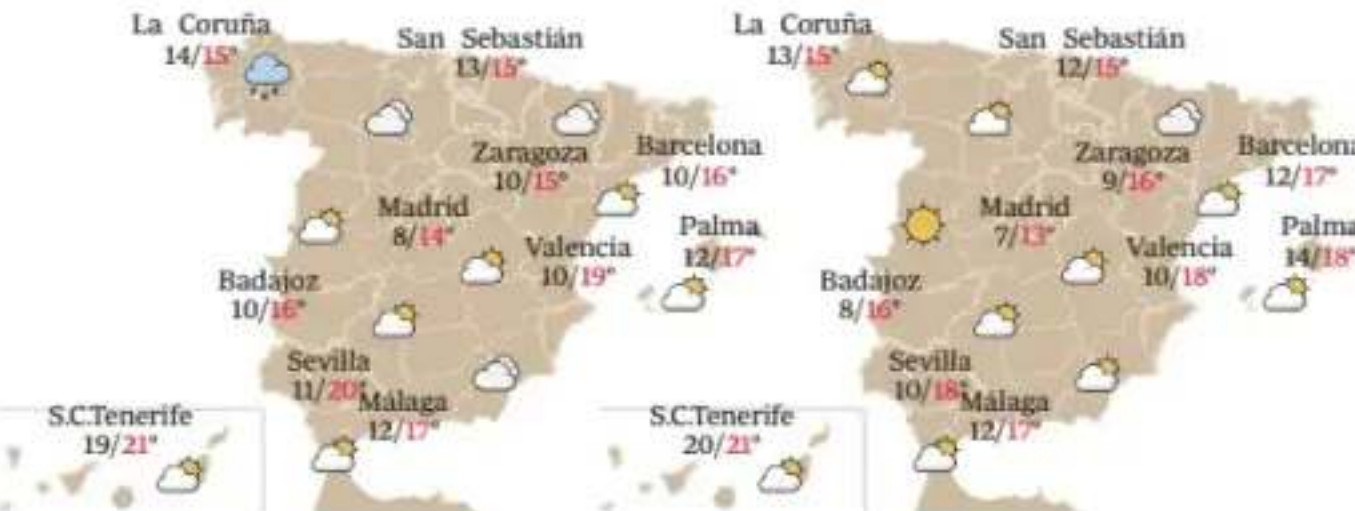 La Coruña
14/15°
San Sebastián
13/15°
Zaragoza
10/15°
Barcelona
10/16°
Madrid
8/14°
Valencia
10/19°
Palma
12/17°
Badajoz
10/16°
Sevilla
11/20°
Málaga
12/17°
S.C.Tenerife
19/21°
La Coruña
13/15°
San Sebastián
12/15°
Zaragoza
9/16°
Barcelona
12/17°
Madrid
7/13°
Valencia
10/18°
Palma
14/18°
Badajoz
8/16°
Sevilla
10/18°
Málaga
12/17°
S.C.Tenerife
20/21°